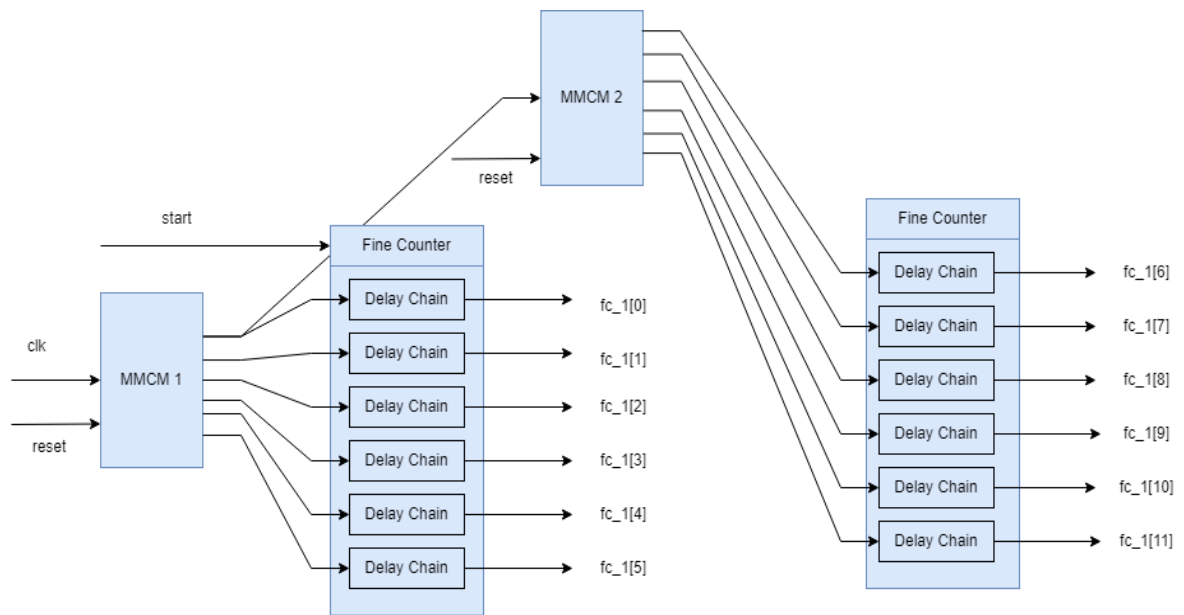 MMCM 2
reset
start
Fine Counter
Delay Chain
fc_1[0]
Delay Chain
fc_1[1]
Delay Chain
fc_1[2]
Delay Chain
fc_1[3]
Delay Chain
fc_1[4]
Delay Chain
fc_1[5]
clk
MMCM 1
reset
Fine Counter
Delay Chain
fc_1[6]
Delay Chain
fc_1[7]
Delay Chain
fc_1[8]
Delay Chain
fc_1[9]
Delay Chain
fc_1[10]
Delay Chain
fc_1[11]